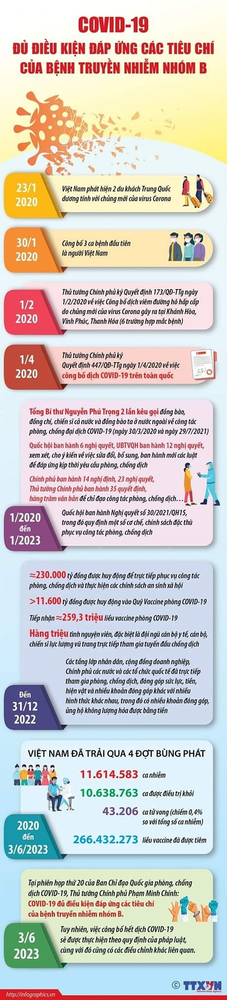 COVID-19
ĐỦ ĐIỀU KIỆN ĐÁP ỨNG CÁC TIÊU CHÍ
CỦA BỆNH TRUYỀN NHIỄM NHÓM B
23/1
2020
Việt Nam phát hiện 2 du khách Trung Quốc
dương tính với chủng mới của virus Corona
30/1
2020
Công bố 3 ca bệnh đầu tiên
là người Việt Nam
1/2
2020
Thủ tướng Chính phủ ký Quyết định 173/QĐ-TTg ngày
1/2/2020 về việc Công bố dịch viêm đường hô hấp cấp
do chủng mới của virus Corona gây ra tại Khánh Hòa,
Vĩnh Phúc, Thanh Hóa (6 trường hợp mắc bệnh)
1/4
2020
Thủ tướng Chính phủ ký
Quyết định 447/QĐ-TTg ngày 1/4/2020 về việc
công bố dịch COVID-19 trên toàn quốc
Tổng Bí thư Nguyễn Phú Trọng 2 lần kêu gọi đồng bào,
đồng chí, chiến sĩ cả nước và đồng bào ta ở nước ngoài về công tác
phòng, chống đại dịch COVID-19 (ngày 30/3/2020 và ngày 29/7/2021)
Quốc hội ban hành 6 nghị quyết, UBTVQH ban hành 12 nghị quyết,
xem xét, cho ý kiến về việc sửa đổi, bổ sung, ban hành mới các luật
để đáp ứng kịp thời yêu cầu phòng, chống dịch
Chính phủ ban hành 14 nghị định, 23 nghị quyết,
Thủ tướng Chính phủ ban hành 35 quyết định,
hàng trăm văn bản để chỉ đạo công tác phòng, chống dịch...
1/2020
đến
1/2023
Quốc hội ban hành Nghị quyết số 30/2021/QH15,
trong đó quy định một số cơ chế, chính sách đặc thù
phục vụ công tác phòng, chống dịch
≈230.000 tỷ đồng được huy động để trực tiếp phục vụ công tác
phòng, chống dịch và thực hiện các chính sách an sinh xã hội
>11.600 tỷ đồng được huy động vào Quỹ Vaccine phòng COVID-19
Tiếp nhận ≈259,3 triệu liều vaccine phòng COVID-19
Hàng triệu tình nguyện viên, đặc biệt là đội ngũ cán bộ y tế, cán bộ,
chiến sĩ lực lượng vũ trang trực tiếp tham gia tuyến đầu chống dịch
Các tầng lớp nhân dân, cộng đồng doanh nghiệp,
Chính phủ các nước và các tổ chức quốc tế đã trực tiếp
tham gia phòng, chống dịch, đóng góp sức lực, tiền,
hiện vật và nhiều khoản đóng góp khác với nhiều
hình thức khác nhau, trong đó có nhiều khoản đóng góp,
ủng hộ không lượng hóa được bằng tiền
Đến
31/12
2022
VIỆT NAM ĐÃ TRẢI QUA 4 ĐỢT BÙNG PHÁT
11.614.583 ca nhiễm
10.638.763 ca được điều trị khỏi
43.206 ca tử vong (chiếm 0,4%
so với tổng số ca nhiễm)
266.432.273 liều vaccine đã được tiêm
2020
đến
3/6/2023
Tại phiên họp thứ 20 của Ban Chỉ đạo Quốc gia phòng, chống
dịch COVID-19, Thủ tướng Chính phủ Phạm Minh Chính:
COVID-19 đủ điều kiện đáp ứng các tiêu chí
của bệnh truyền nhiễm nhóm B.
3/6
2023
Tuy nhiên, việc công bố hết dịch COVID-19
sẽ được thực hiện theo quy định của pháp luật,
cùng với đó cũng có các điều chỉnh khác liên quan.
© TTXVN
Vietnam News Agency
http://infographics.vn